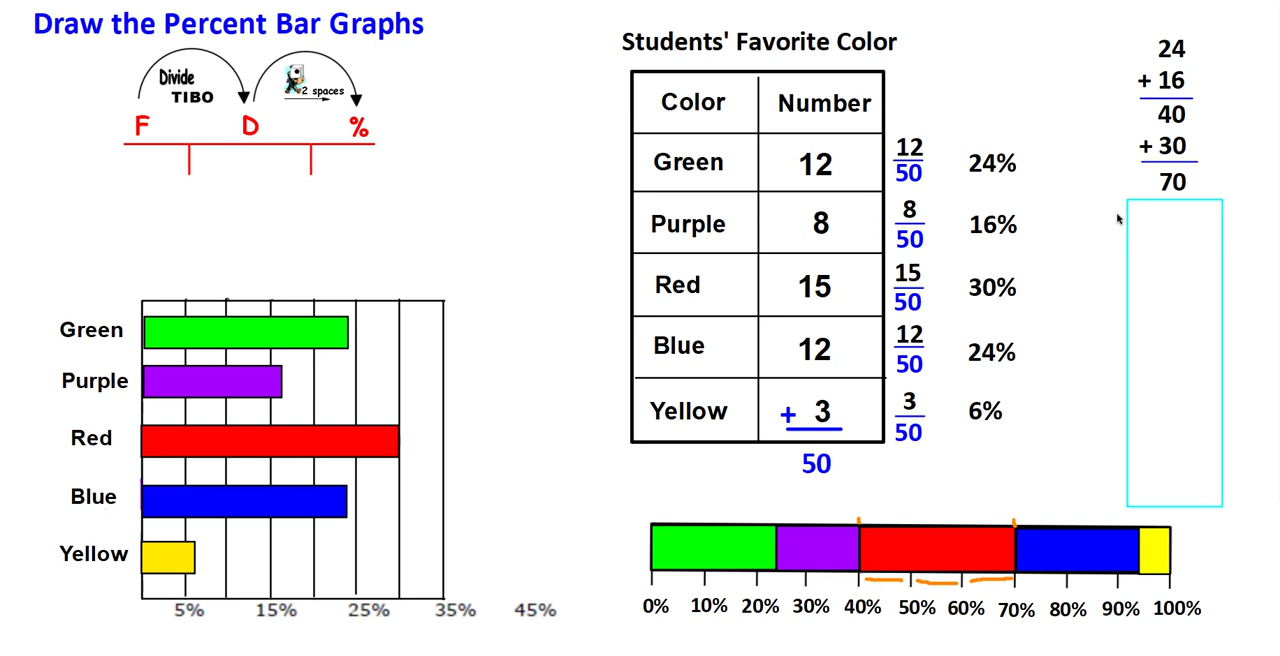 Draw the Percent Bar Graphs
Divide
TIBO
2 spaces
F D %
Green
Purple
Red
Blue
Yellow
5% 15% 25% 35% 45%
Students' Favorite Color
Color Number
Green 12 12/50 24%
Purple 8 8/50 16%
Red 15 15/50 30%
Blue 12 12/50 24%
Yellow + 3 3/50 6%
50
24
+ 16
40
+ 30
70
0% 10% 20% 30% 40% 50% 60% 70% 80% 90% 100%